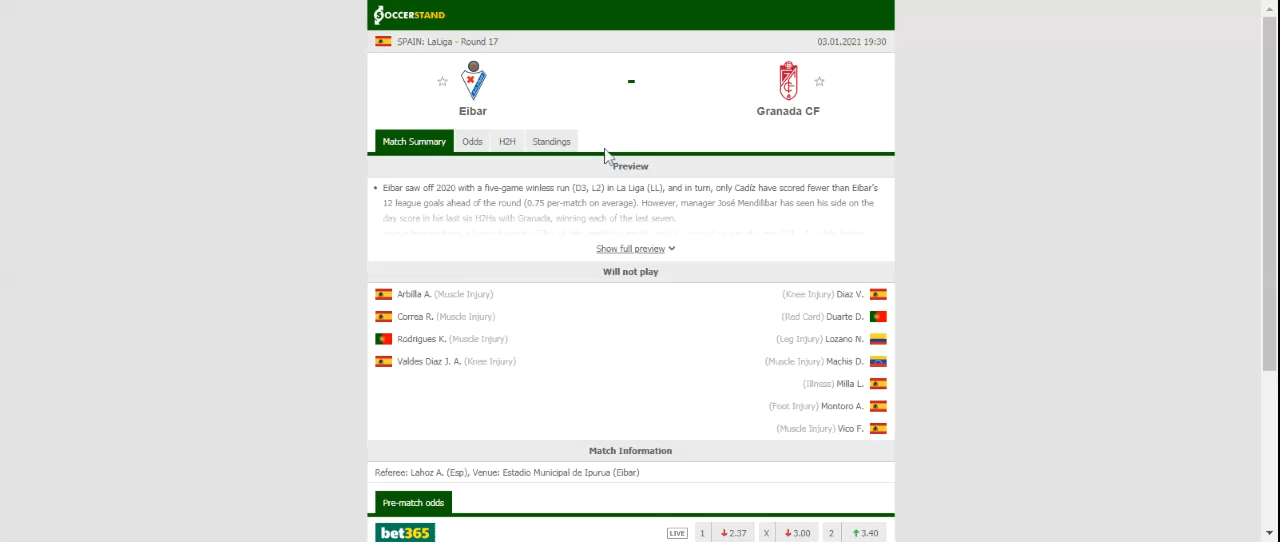 SOCCERSTAND
SPAIN: LaLiga - Round 17 03.01.2021 19:30
-
Eibar Granada CF
Match Summary Odds H2H Standings
Preview
• Eibar saw off 2020 with a five-game winless run (D3, L2) in La Liga (LL), and in turn, only Cadíz have scored fewer than Eibar's
12 league goals ahead of the round (0.75 per-match on average). However, manager José Mendilibar has seen his side on the
day score in his last six H2Hs with Granada, winning each of the last seven.
Show full preview
Will not play
Arbilla A. (Muscle Injury) (Knee Injury) Diaz V.
Correa R. (Muscle Injury) (Red Card) Duarte D.
Rodrigues K. (Muscle Injury) (Leg Injury) Lozano N.
Valdes Diaz J. A. (Knee Injury) (Muscle Injury) Machis D.
(Illness) Milla L.
(Foot Injury) Montoro A.
(Muscle Injury) Vico F.
Match Information
Referee: Lahoz A. (Esp), Venue: Estadio Municipal de Ipurua (Eibar)
Pre-match odds
bet365 LIVE 1 2.37 X 3.00 2 3.40